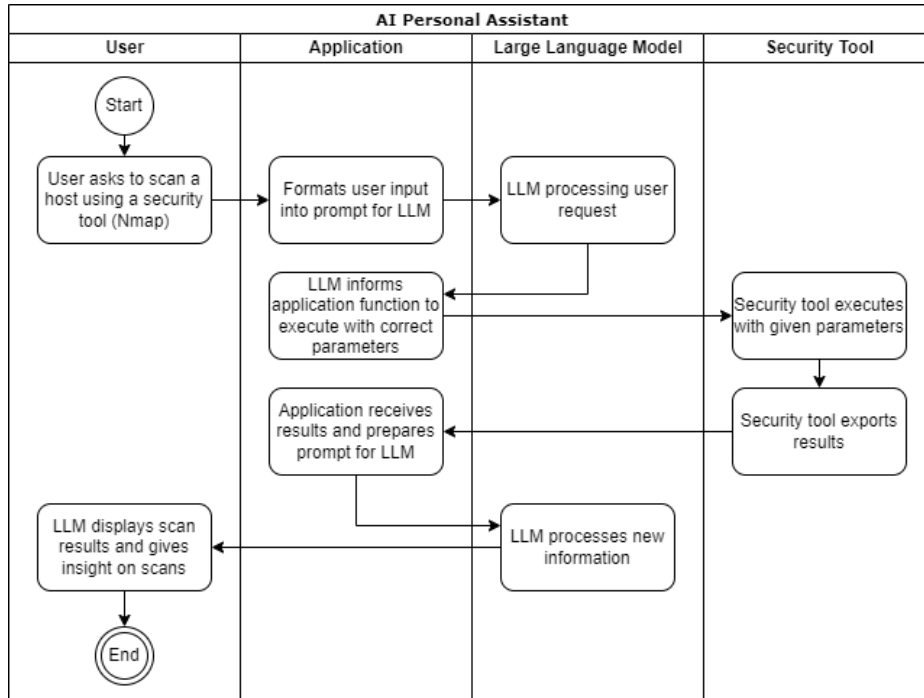 AI Personal Assistant
User
Application
Large Language Model
Security Tool
Start
User asks to scan a
host using a security
tool (Nmap)
Formats user input
into prompt for LLM
LLM processing user
request
LLM informs
application function to
execute with correct
parameters
Security tool executes
with given parameters
Application receives
results and prepares
prompt for LLM
Security tool exports
results
LLM displays scan
results and gives
insight on scans
LLM processes new
information
End